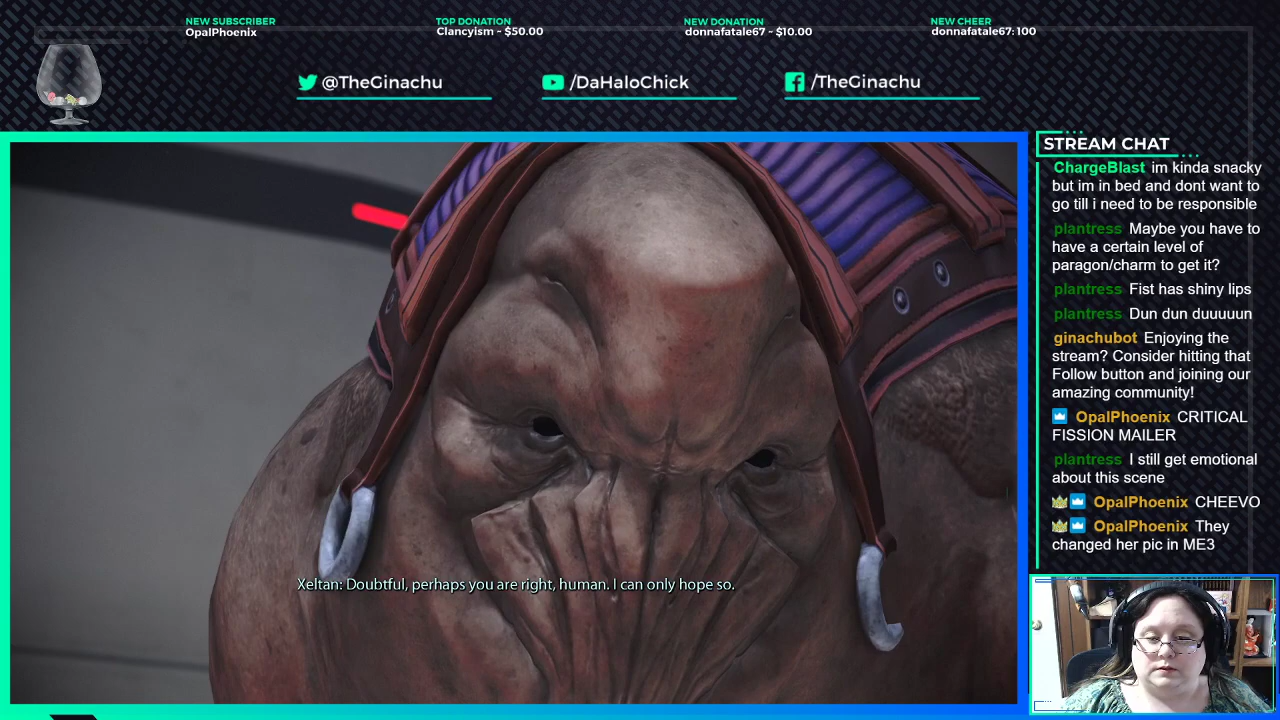 NEW SUBSCRIBER
OpalPhoenix
TOP DONATION
Clancyism ~ $50.00
NEW DONATION
donnafatale67 ~ $10.00
NEW CHEER
donnafatale67: 100
@TheGinachu
/DaHaloChick
/TheGinachu
STREAM CHAT
ChargeBlast im kinda snacky
but im in bed and dont want to
go till i need to be responsible
plantress Maybe you have to
have a certain level of
paragon/charm to get it?
plantress Fist has shiny lips
plantress Dun dun duuuuun
ginachubot Enjoying the
stream? Consider hitting that
Follow button and joining our
amazing community!
OpalPhoenix CRITICAL
FISSION MAILER
plantress I still get emotional
about this scene
OpalPhoenix CHEEVO
OpalPhoenix They
changed her pic in ME3
Xeltan: Doubtful, perhaps you are right, human. I can only hope so.